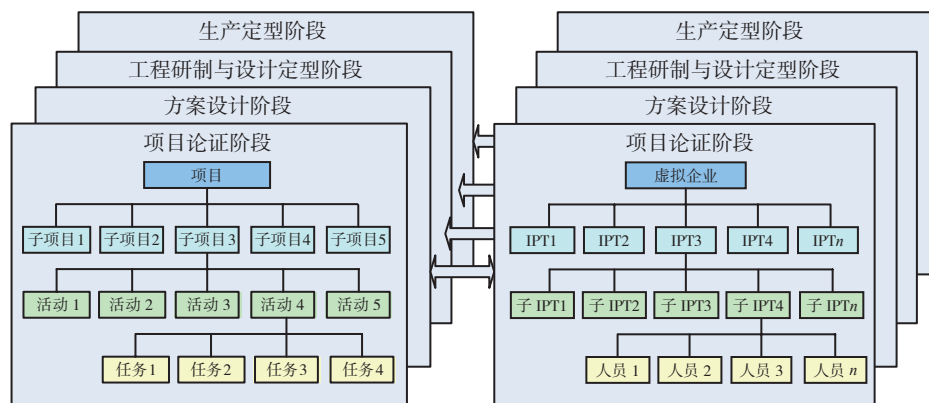 生产定型阶段
工程研制与设计定型阶段
方案设计阶段
项目论证阶段
项目
子项目1 子项目2 子项目3 子项目4 子项目5
活动 1 活动 2 活动 3 活动 4 活动 5
任务1 任务2 任务3 任务4
生产定型阶段
工程研制与设计定型阶段
方案设计阶段
项目论证阶段
虚拟企业
IPT1 IPT2 IPT3 IPT4 IPTn
子 IPT1 子 IPT2 子 IPT3 子 IPT4 子 IPTn
人员 1 人员 2 人员 3 人员 n